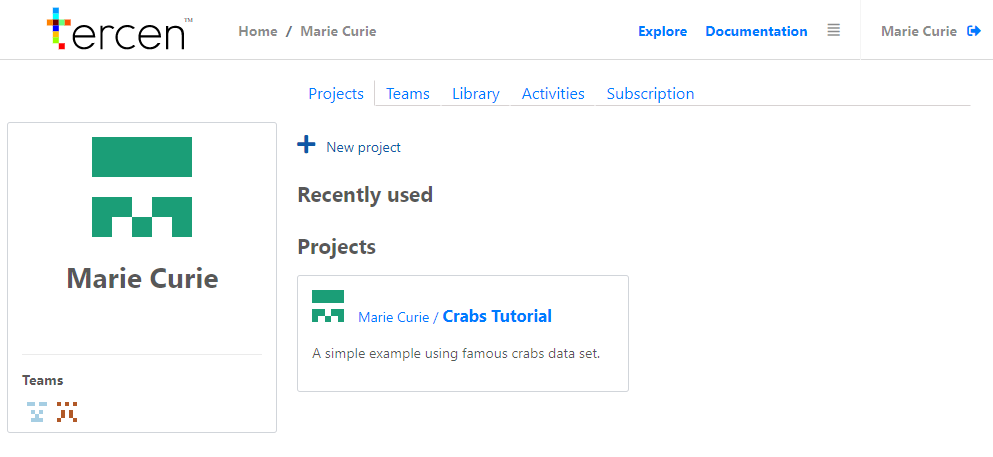 tercen™
Home / Marie Curie
Explore Documentation
Marie Curie
Projects Teams Library Activities Subscription
Marie Curie
Teams
New project
Recently used
Projects
Marie Curie / Crabs Tutorial
A simple example using famous crabs data set.